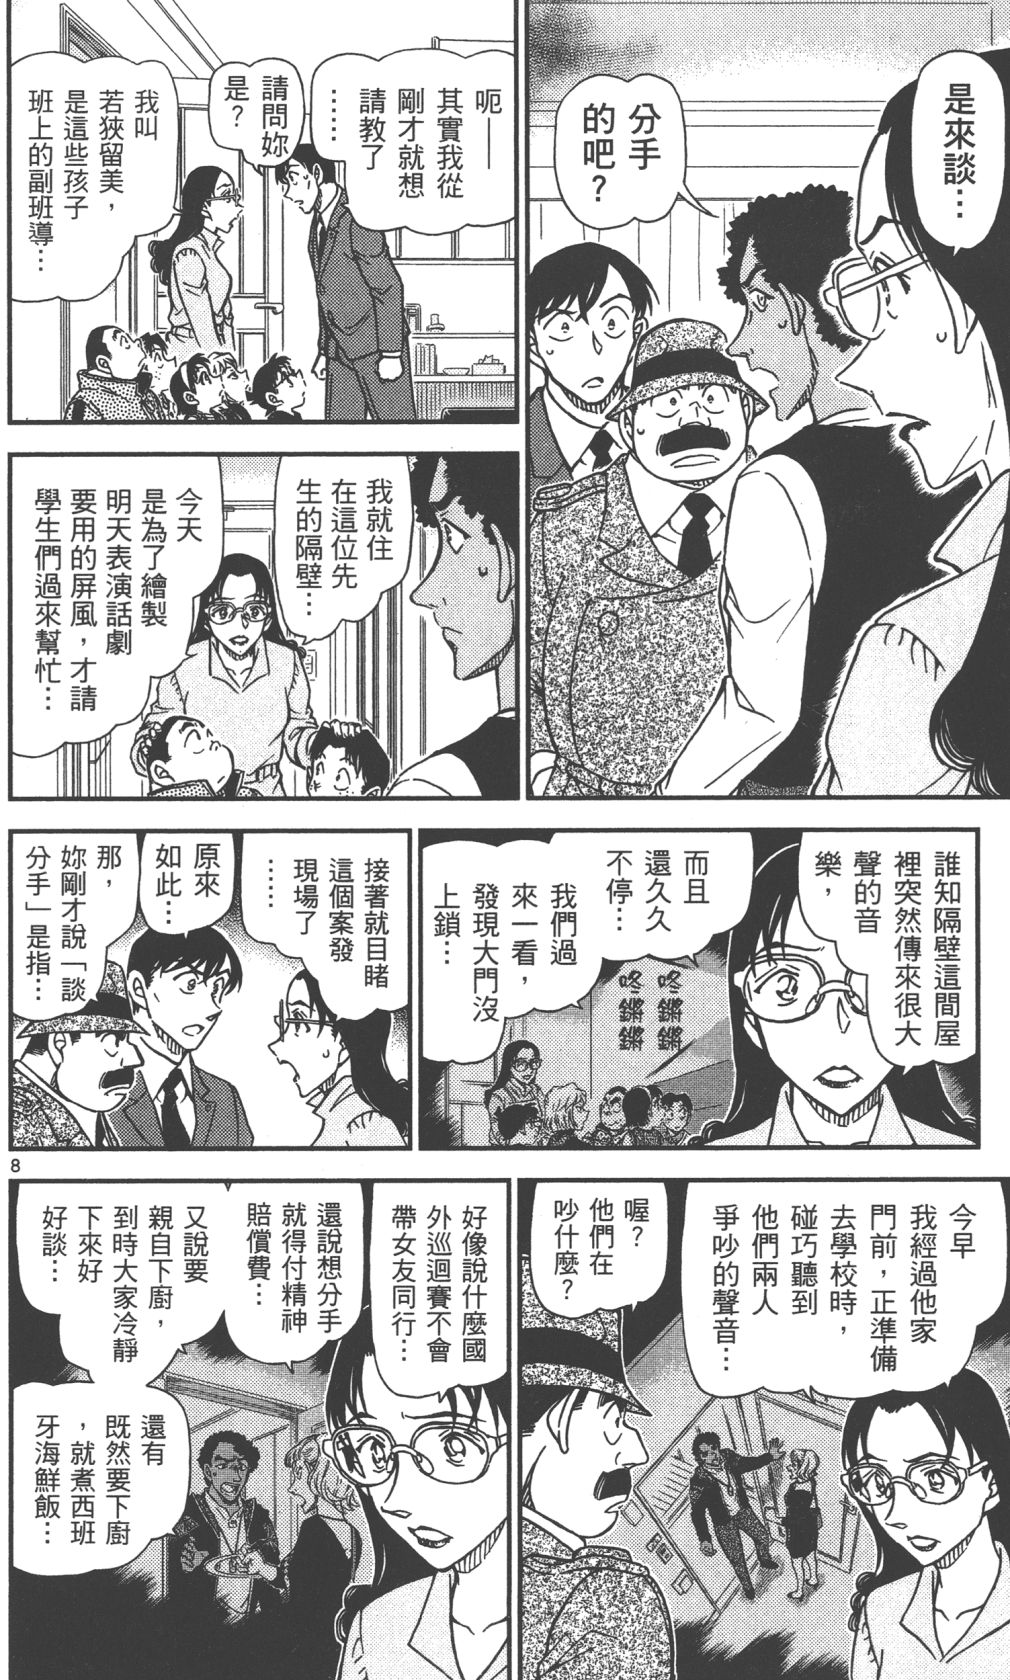 是來談…
分手
的吧？
呃——
其實我從
剛才就想
請教了
……
請問妳
是？
我叫
若狹留美，
是這些孩子
班上的副班導…
我就住
在這位先
生的隔壁…
今天
是為了繪製
明天表演話劇
要用的屏風，才請
學生們過來幫忙…
誰知隔壁這間屋
裡突然傳來很大
聲的音
樂，
而且
還久久
不停…
我們過
來一看，
發現大門沒
上鎖…
咚鏘鏘
咚鏘鏘
接著就目睹
這個案發
現場了
……
原來
如此…
那，
妳剛才說「談
分手」是指…
8
今早
我經過他家
門前，正準備
去學校時，
碰巧聽到
他們兩人
爭吵的聲音…
喔？
他們在
吵什麼？
好像說什麼國
外巡迴賽不會
帶女友同行…
還說想分手
就得付精神
賠償費…
又說要
親自下廚，
到時大家冷靜
下來好
好談…
還有
既然要下廚
，就煮西班
牙海鮮飯…